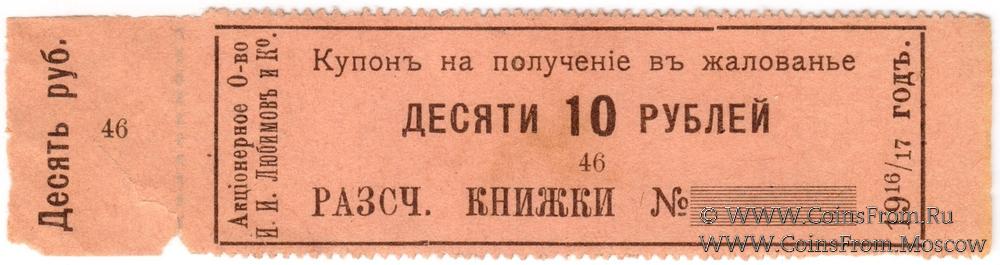 Десять руб.
46
Акціонерное О-во
И. И. Любимовъ и Ко.
Купонъ на полученіе въ жалованье
ДЕСЯТИ 10 РУБЛЕЙ
46
РАЗСЧ. КНИЖКИ №
1916/17 годъ.
© WWW.CoinsFrom.Ru
WWW.CoinsFrom.Moscow